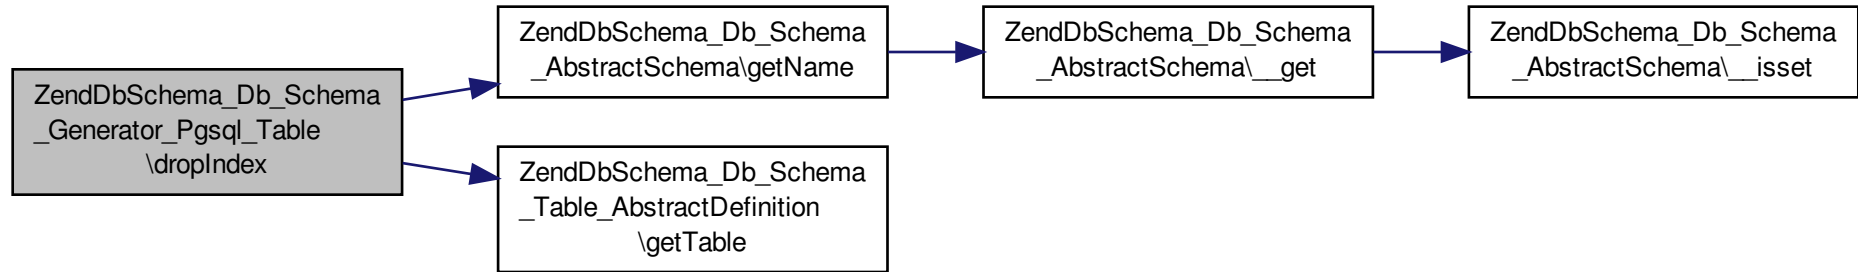 ZendDbSchema_Db_Schema
_Generator_Pgsql_Table
\dropIndex
ZendDbSchema_Db_Schema
_AbstractSchema\getName
ZendDbSchema_Db_Schema
_AbstractSchema\__get
ZendDbSchema_Db_Schema
_AbstractSchema\__isset
ZendDbSchema_Db_Schema
_Table_AbstractDefinition
\getTable